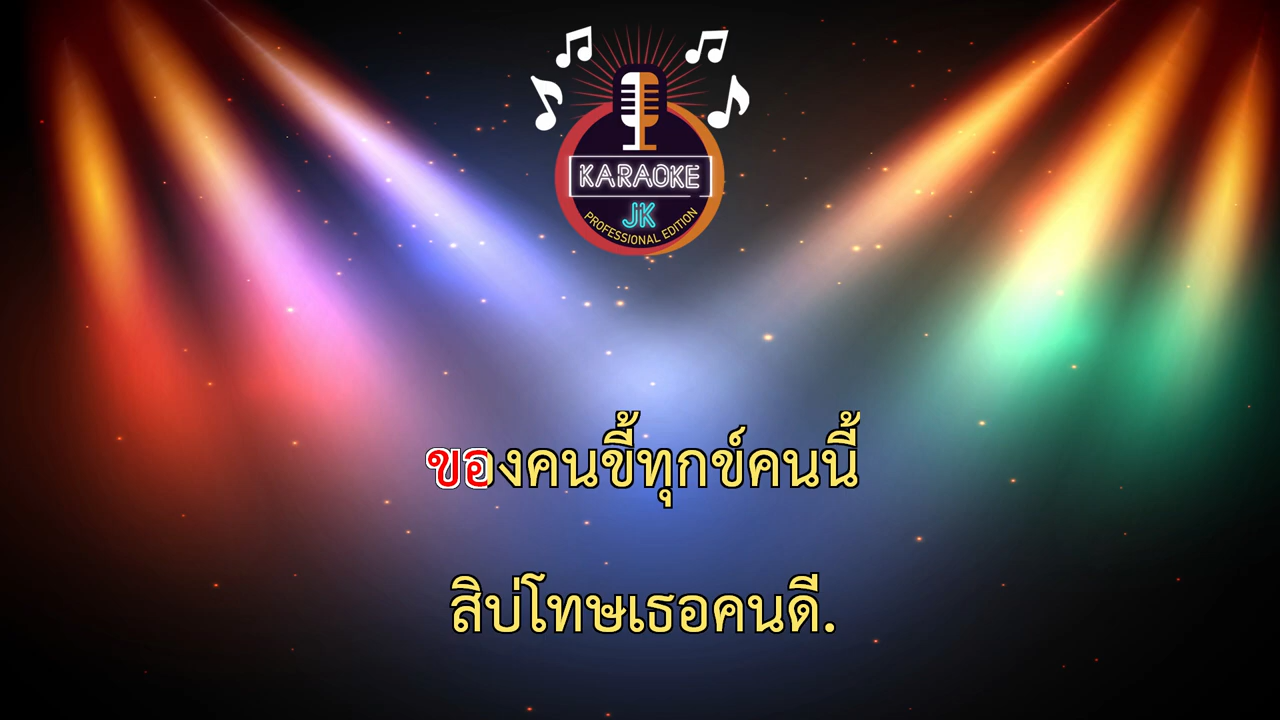 KARAOKE
JK
PROFESSIONAL EDITION
ของคนขี้ทุกข์คนนี้
สิบ่โทษเธอคนดี.